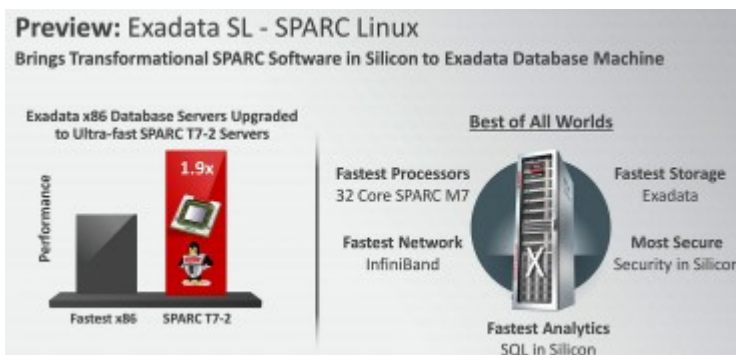 Preview: Exadata SL - SPARC Linux
Brings Transformational SPARC Software in Silicon to Exadata Database Machine
Exadata x86 Database Servers Upgraded
to Ultra-fast SPARC T7-2 Servers
Performance
1.9x
Fastest x86
SPARC T7-2
Best of All Worlds
Fastest Processors
32 Core SPARC M7
Fastest Storage
Exadata
Fastest Network
InfiniBand
Most Secure
Security in Silicon
X
Fastest Analytics
SQL in Silicon